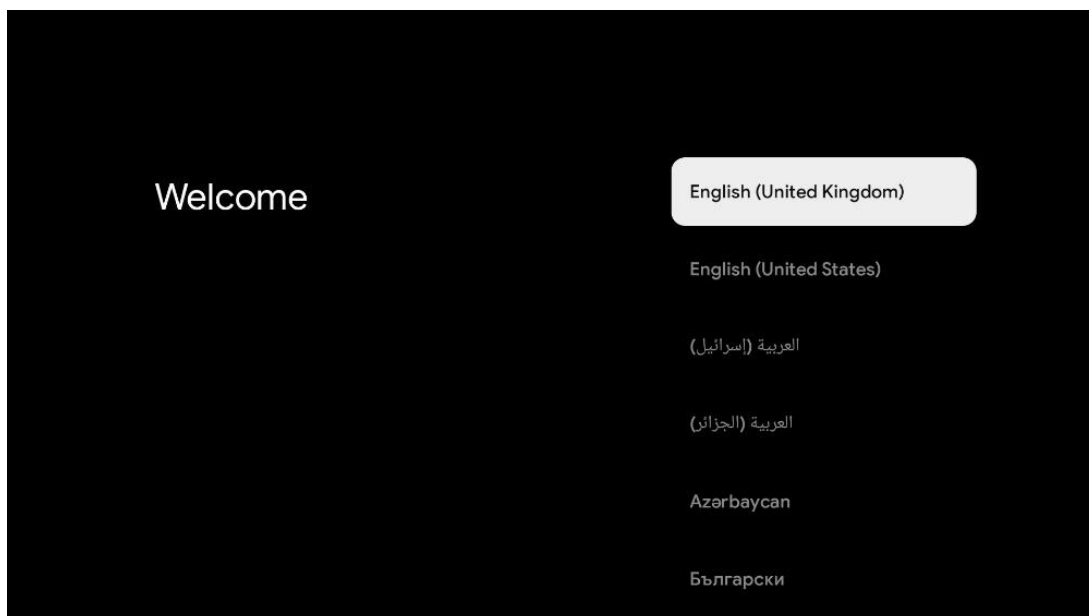 Welcome
English (United Kingdom)
English (United States)
العربية (إسرائيل)
العربية (الجزائر)
Azərbaycan
Български